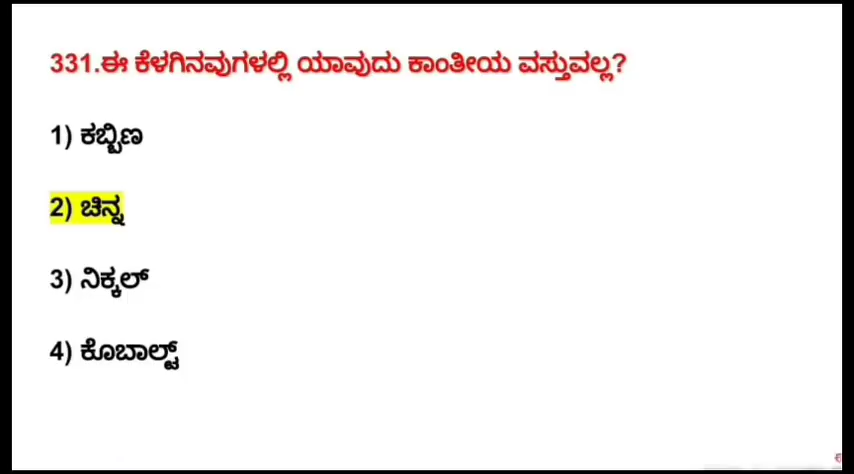 331.ಈ ಕೆಳಗಿನವುಗಳಲ್ಲಿ ಯಾವುದು ಕಾಂತೀಯ ವಸ್ತುವಲ್ಲ?
1) ಕಬ್ಬಿಣ
2) ಚಿನ್ನ
3) ನಿಕ್ಕಲ್
4) ಕೊಬಾಲ್ಟ್